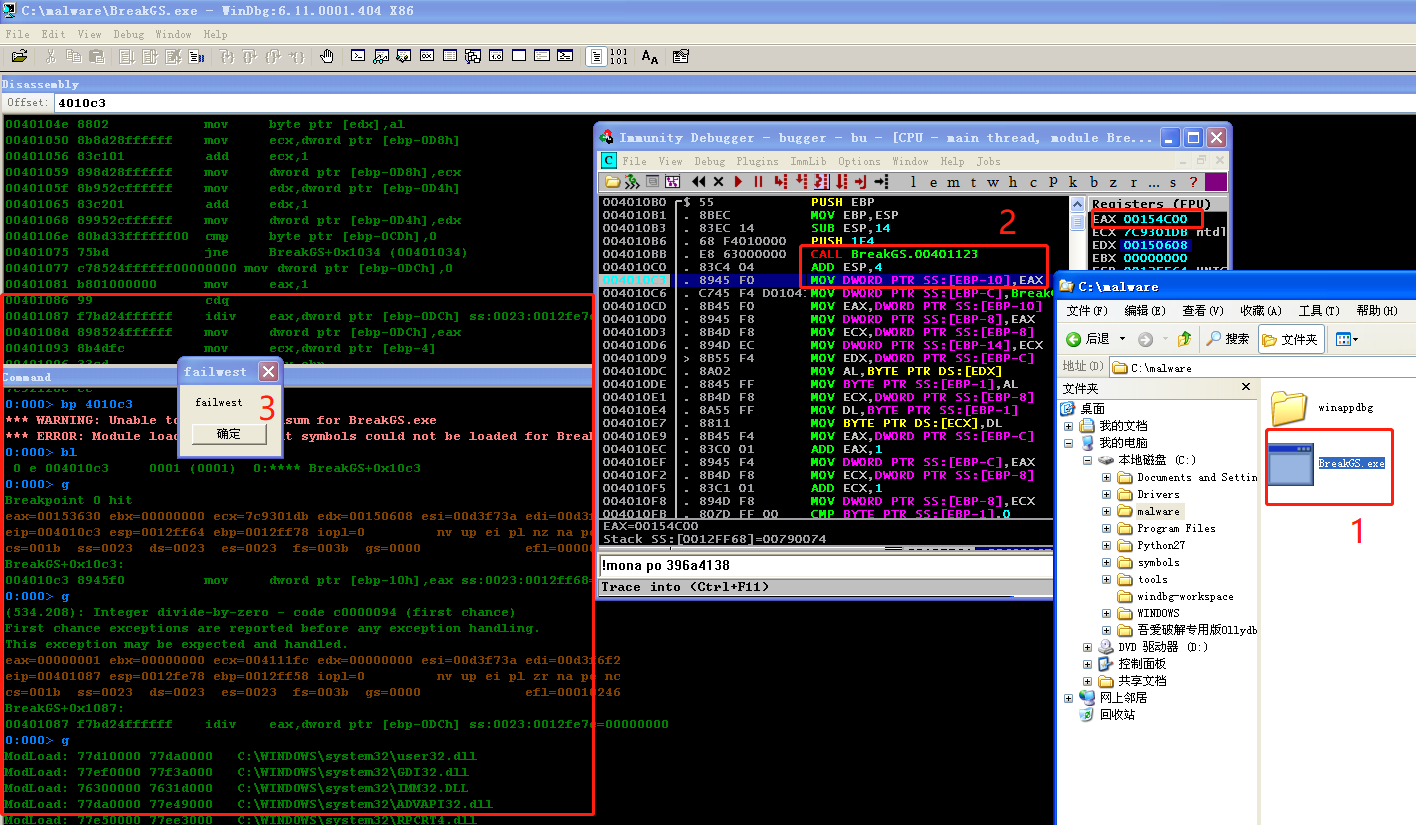 C:\malware\BreakGS.exe - WinDbg:6.11.0001.404 X86
File Edit View Debug Window Help
Disassembly
Offset: 4010c3
0040104e 8802 mov byte ptr [edx],al
00401050 8b8d28ffffff mov ecx,dword ptr [ebp-0D8h]
00401056 83c101 add ecx,1
00401059 898d28ffffff mov dword ptr [ebp-0D8h],ecx
0040105f 8b952cffffff mov edx,dword ptr [ebp-0D4h]
00401065 83c201 add edx,1
00401068 89952cffffff mov dword ptr [ebp-0D4h],edx
0040106e 80bd33ffffff00 cmp byte ptr [ebp-0CDh],0
00401075 75bd jne BreakGS+0x1034 (00401034)
00401077 c78524ffffff00000000 mov dword ptr [ebp-0DCh],0
00401081 b801000000 mov eax,1
00401086 99 cdq
00401087 f7bd24ffffff idiv eax,dword ptr [ebp-0DCh] ss:0023:0012fe7c
0040108d 898524ffffff mov dword ptr [ebp-0DCh],eax
00401093 8b4dfc mov ecx,dword ptr [ebp-4]
Command
0:000> bp 4010c3
*** WARNING: Unable to sum for BreakGS.exe
*** ERROR: Module load t symbols could not be loaded for Break
0:000> bl
0 e 004010c3 0001 (0001) 0:**** BreakGS+0x10c3
0:000> g
Breakpoint 0 hit
eax=00153630 ebx=00000000 ecx=7c9301db edx=00150608 esi=00d3f73a edi=00d3f
eip=004010c3 esp=0012ff64 ebp=0012ff78 iopl=0 nv up ei pl nz na pe
cs=001b ss=0023 ds=0023 es=0023 fs=003b gs=0000 efl=0000
BreakGS+0x10c3:
004010c3 8945f0 mov dword ptr [ebp-10h],eax ss:0023:0012ff68=
0:000> g
(534.208): Integer divide-by-zero - code c0000094 (first chance)
First chance exceptions are reported before any exception handling.
This exception may be expected and handled.
eax=00000001 ebx=00000000 ecx=004111fc edx=00000000 esi=00d3f73a edi=00d3f6f2
eip=00401087 esp=0012fe78 ebp=0012ff58 iopl=0 nv up ei pl zr na pe nc
cs=001b ss=0023 ds=0023 es=0023 fs=003b gs=0000 efl=00010246
BreakGS+0x1087:
00401087 f7bd24ffffff idiv eax,dword ptr [ebp-0DCh] ss:0023:0012fe7c=00000000
0:000> g
ModLoad: 77d10000 77da0000 C:\WINDOWS\system32\user32.dll
ModLoad: 77ef0000 77f3a000 C:\WINDOWS\system32\GDI32.dll
ModLoad: 76300000 7631d000 C:\WINDOWS\system32\IMM32.DLL
ModLoad: 77da0000 77e49000 C:\WINDOWS\system32\ADVAPI32.dll
ModLoad: 77e50000 77ee3000 C:\WINDOWS\system32\RPCRT4.dll
failwest
failwest
3
确定
Immunity Debugger - bugger - bu - [CPU - main thread, module Bre...
File View Debug Plugins ImmLib Options Window Help Jobs
l e m t w h c P k b z r ... s ?
004010B0 $ 55 PUSH EBP
004010B1 . 8BEC MOV EBP,ESP
004010B3 . 83EC 14 SUB ESP,14
004010B6 . 68 F4010000 PUSH 1F4
004010BB . E8 63000000 CALL BreakGS.00401123
004010C0 . 83C4 04 ADD ESP,4
004010C3 . 8945 F0 MOV DWORD PTR SS:[EBP-10],EAX
004010C6 . C745 F4 D0104 MOV DWORD PTR SS:[EBP-C],Break
004010CD . 8B45 F0 MOV EAX,DWORD PTR SS:[EBP-10]
004010D0 . 8945 F8 MOV DWORD PTR SS:[EBP-8],EAX
004010D3 . 8B4D F8 MOV ECX,DWORD PTR SS:[EBP-8]
004010D6 . 894D EC MOV DWORD PTR SS:[EBP-14],ECX
004010D9 > 8B55 F4 MOV EDX,DWORD PTR SS:[EBP-C]
004010DC . 8A02 MOV AL,BYTE PTR DS:[EDX]
004010DE . 8845 FF MOV BYTE PTR SS:[EBP-1],AL
004010E1 . 8B4D F8 MOV ECX,DWORD PTR SS:[EBP-8]
004010E4 . 8A55 FF MOV DL,BYTE PTR SS:[EBP-1]
004010E7 . 8811 MOV BYTE PTR DS:[ECX],DL
004010E9 . 8B45 F4 MOV EAX,DWORD PTR SS:[EBP-C]
004010EC . 83C0 01 ADD EAX,1
004010EF . 8945 F4 MOV DWORD PTR SS:[EBP-C],EAX
004010F2 . 8B4D F8 MOV ECX,DWORD PTR SS:[EBP-8]
004010F5 . 83C1 01 ADD ECX,1
004010F8 . 894D F8 MOV DWORD PTR SS:[EBP-8],ECX
004010FB . 807D FF 00 CMP BYTE PTR SS:[EBP-1],0
2
Registers (FPU)
EAX 00154C00
ECX 7C9301DB ntdl
EDX 00150608
EBX 00000000
EAX=00154C00
Stack SS:[0012FF68]=00790074
!mona po 396a4138
Trace into (Ctrl+F11)
C:\malware
文件(F) 编辑(E) 查看(V) 收藏(A) 工具(T) 帮助(H)
后退 搜索 文件夹
地址(D) C:\malware
文件夹
桌面
我的文档
我的电脑
本地磁盘 (C:)
Documents and Settin
Drivers
malware
Program Files
Python27
symbols
tools
windbg-workspace
WINDOWS
吾爱破解专用版Ollydb
DVD 驱动器 (D:)
控制面板
共享文档
网上邻居
回收站
winappdbg
BreakGS.exe
1